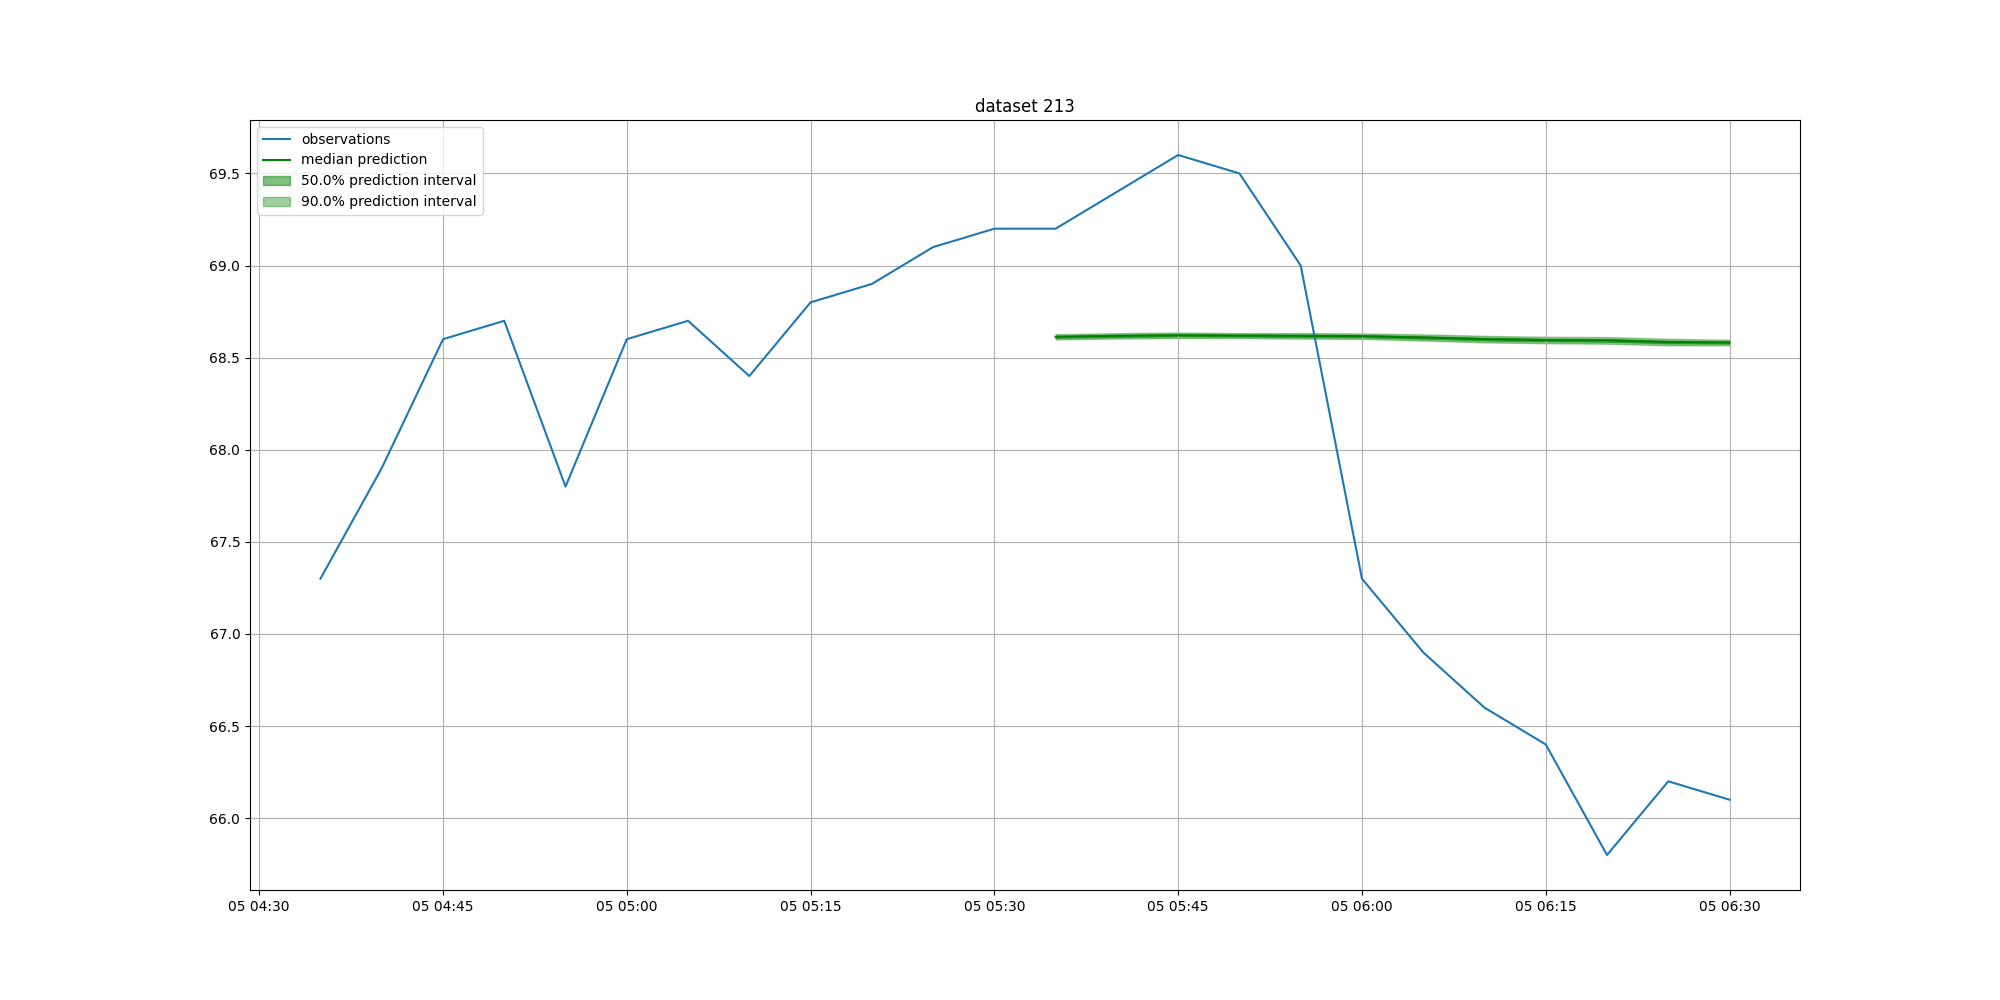 dataset 213
observations
median prediction
50.0% prediction interval
90.0% prediction interval
69.5
69.0
68.5
68.0
67.5
67.0
66.5
66.0
05 04:30 05 04:45 05 05:00 05 05:15 05 05:30 05 05:45 05 06:00 05 06:15 05 06:30